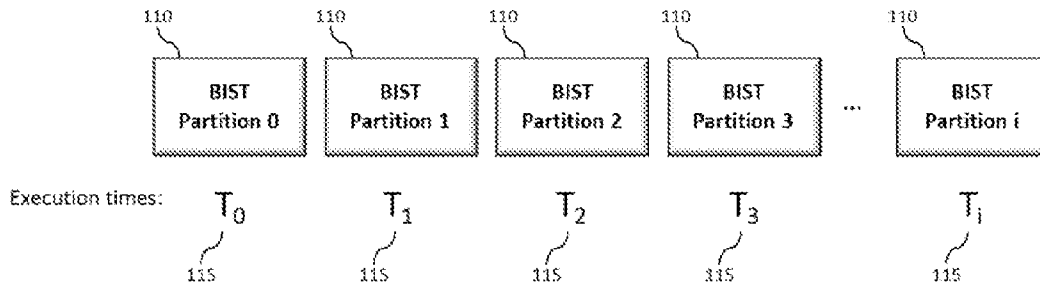 110 110 110 110 110
BIST BIST BIST BIST BIST
Partition 0 Partition 1 Partition 2 Partition 3 ... Partition i
Execution times: T0 T1 T2 T3 Ti
115 115 115 115 115